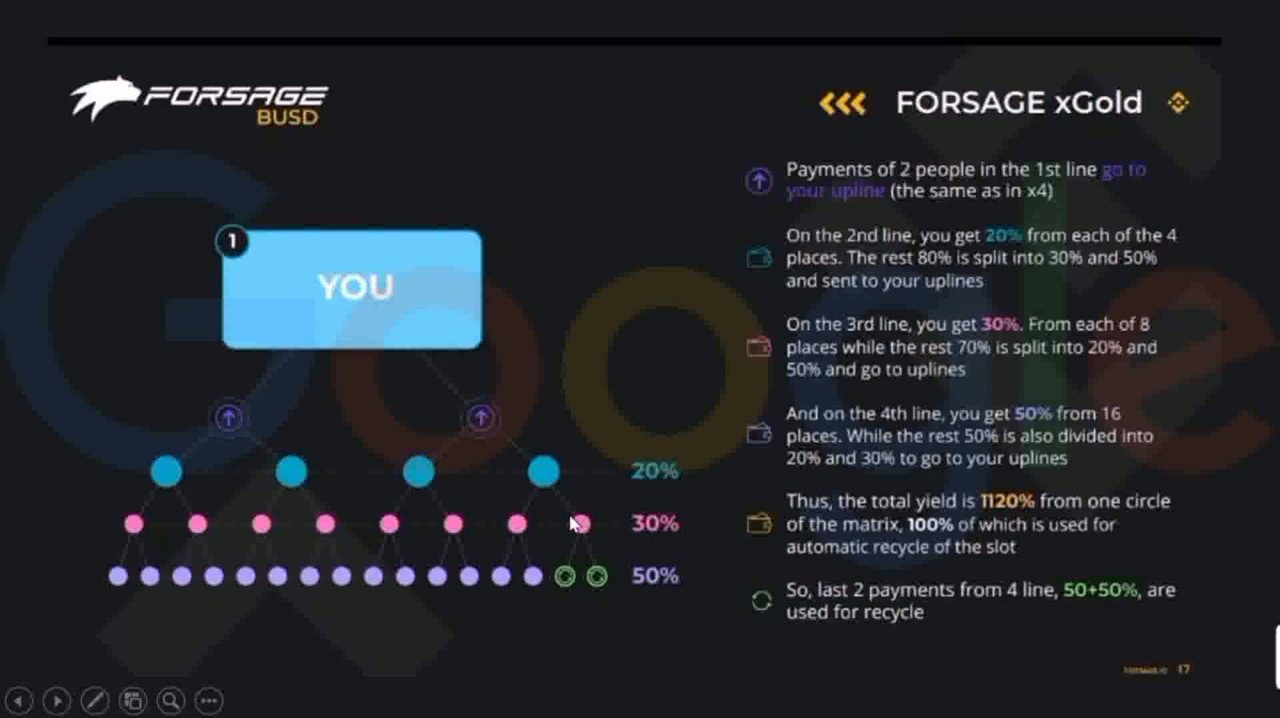 FORSAGE
BUSD
FORSAGE xGold
Google
Payments of 2 people in the 1st line go to
your upline (the same as in x4)
On the 2nd line, you get 20% from each of the 4
places. The rest 80% is split into 30% and 50%
and sent to your uplines
On the 3rd line, you get 30%. From each of 8
places while the rest 70% is split into 20% and
50% and go to uplines
And on the 4th line, you get 50% from 16
places. While the rest 50% is also divided into
20% and 30% to go to your uplines
Thus, the total yield is 1120% from one circle
of the matrix, 100% of which is used for
automatic recycle of the slot
So, last 2 payments from 4 line, 50+50%, are
used for recycle
1
YOU
20%
30%
50%
17